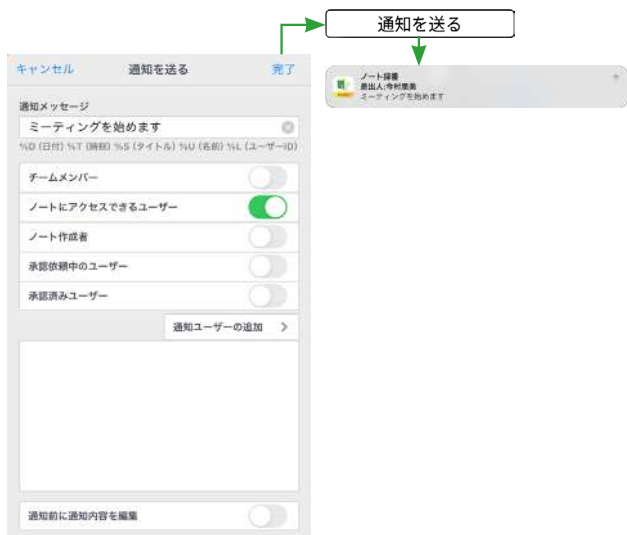 通知を送る
キャンセル 通知を送る 完了
通知メッセージ
ミーティングを始めます
%D (日付) %T (時刻) %S (タイトル) %U (名前) %L (ユーザーID)
チームメンバー
ノートにアクセスできるユーザー
ノート作成者
承認依頼中のユーザー
承認済みユーザー
通知ユーザーの追加
通知前に通知内容を編集
差出人:今村
ミーティングを始めます